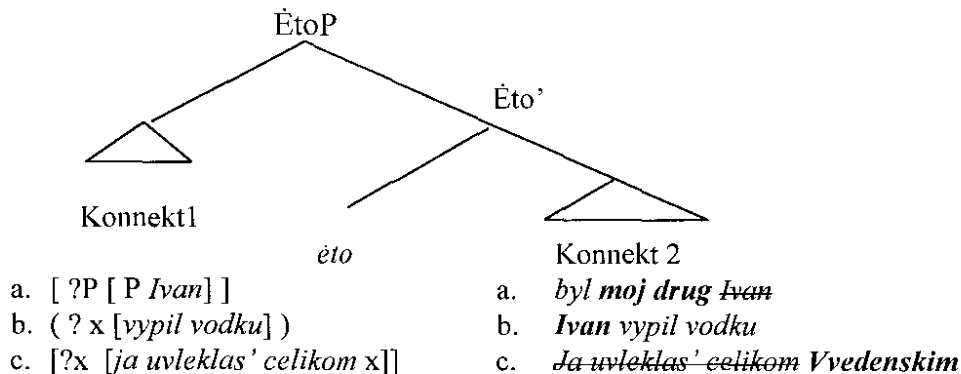 ĖtoP
Ėto’
Konnekt1
ėto
Konnekt 2
a. [ ?P [ P Ivan] ] a. byl moj drug Ivan
b. ( ? x [vypil vodku] ) b. Ivan vypil vodku
c. [?x [ja uvleklas’ celikom x]] c. Ja uvleklas’ celikom Vvedenskim